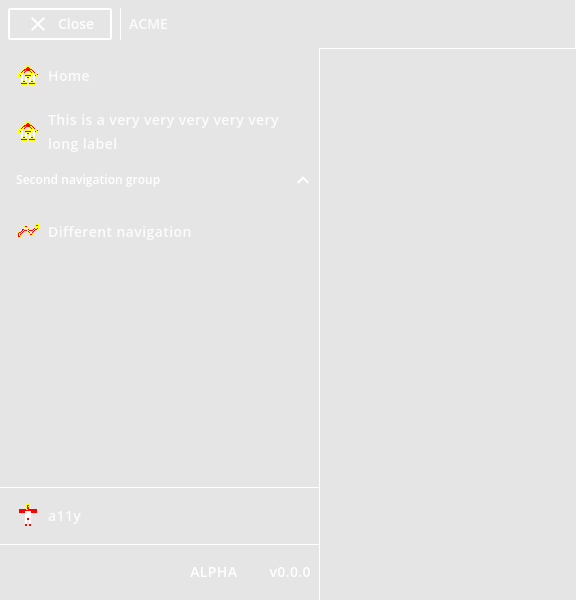 Close ACME
Home
This is a very very very very very
long label
Second navigation group
Different navigation
a11y
ALPHA v0.0.0